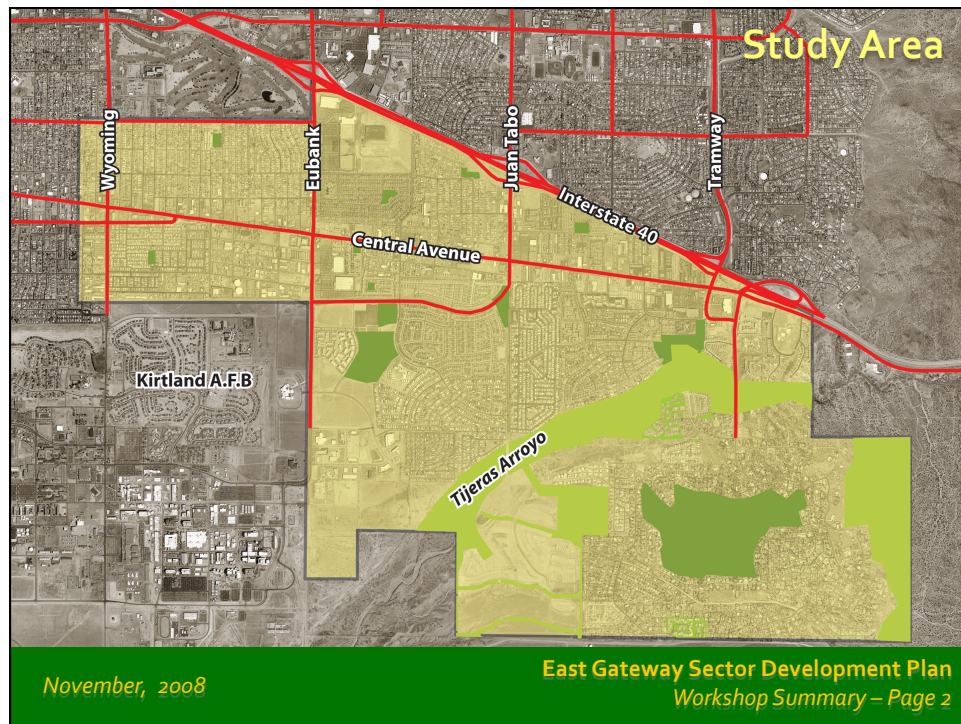 Study Area
Wyoming
Eubank
Juan Tabo
Tramway
Interstate 40
Central Avenue
Kirtland A.F.B
Tijeras Arroyo
November, 2008
East Gateway Sector Development Plan
Workshop Summary – Page 2